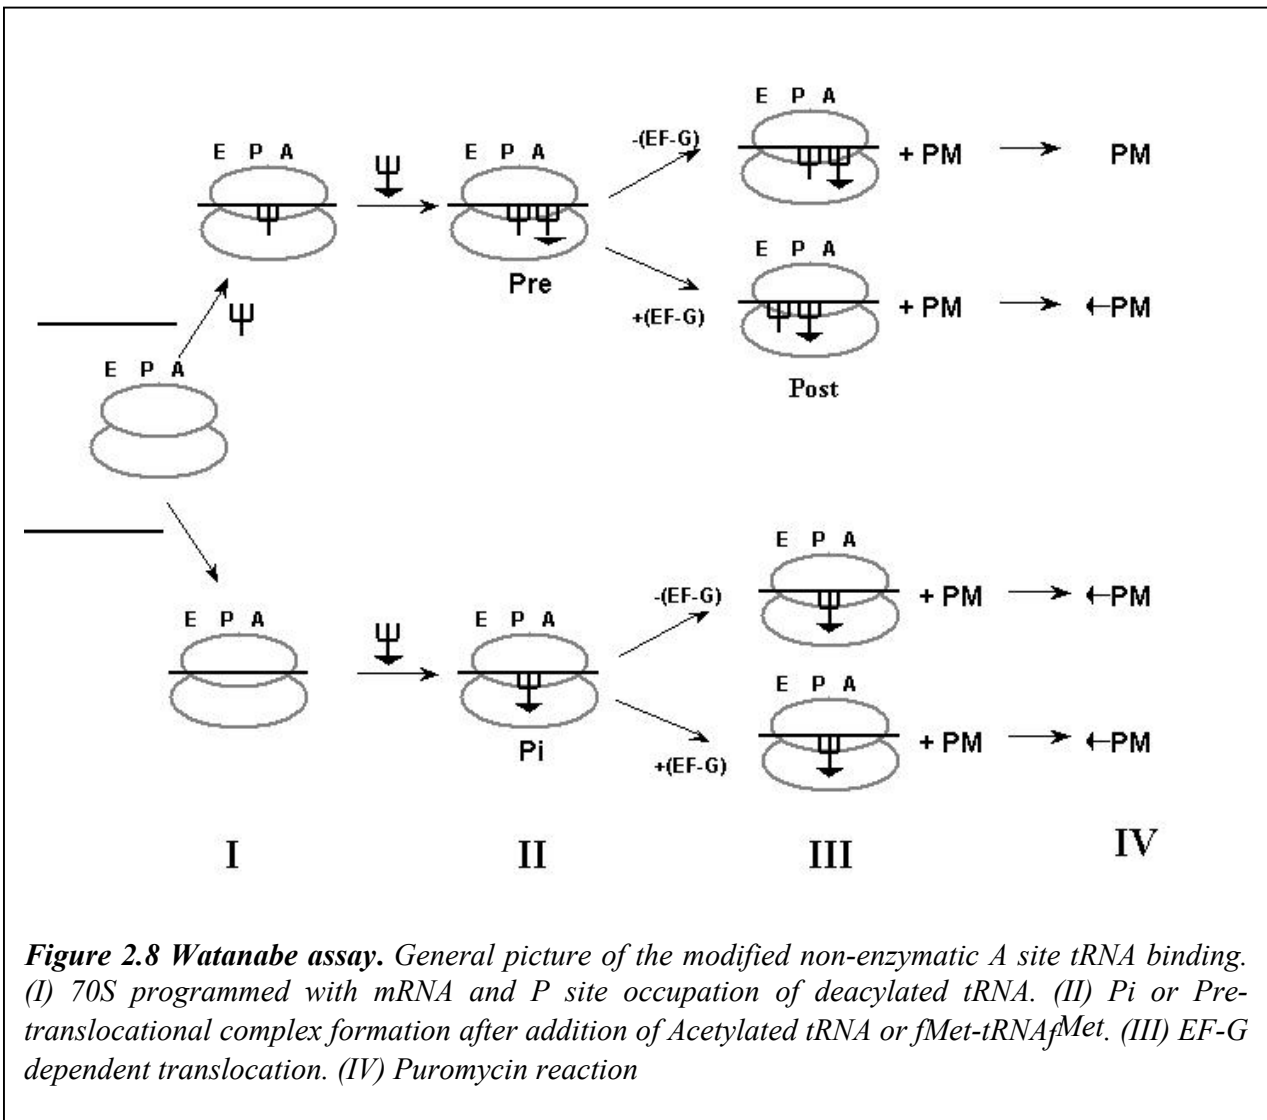 E P A
-(EF-G)
+ PM
PM
E P A
E P A
Pre
E P A
+(EF-G)
+ PM
PM
Post
E P A
E P A
-(EF-G)
+ PM
PM
E P A
E P A
Pi
E P A
+(EF-G)
+ PM
PM
I
II
III
IV
Figure 2.8 Watanabe assay. General picture of the modified non-enzymatic A site tRNA binding.
(I) 70S programmed with mRNA and P site occupation of deacylated tRNA. (II) Pi or Pre-
translocational complex formation after addition of Acetylated tRNA or fMet-tRNAfMet. (III) EF-G
dependent translocation. (IV) Puromycin reaction